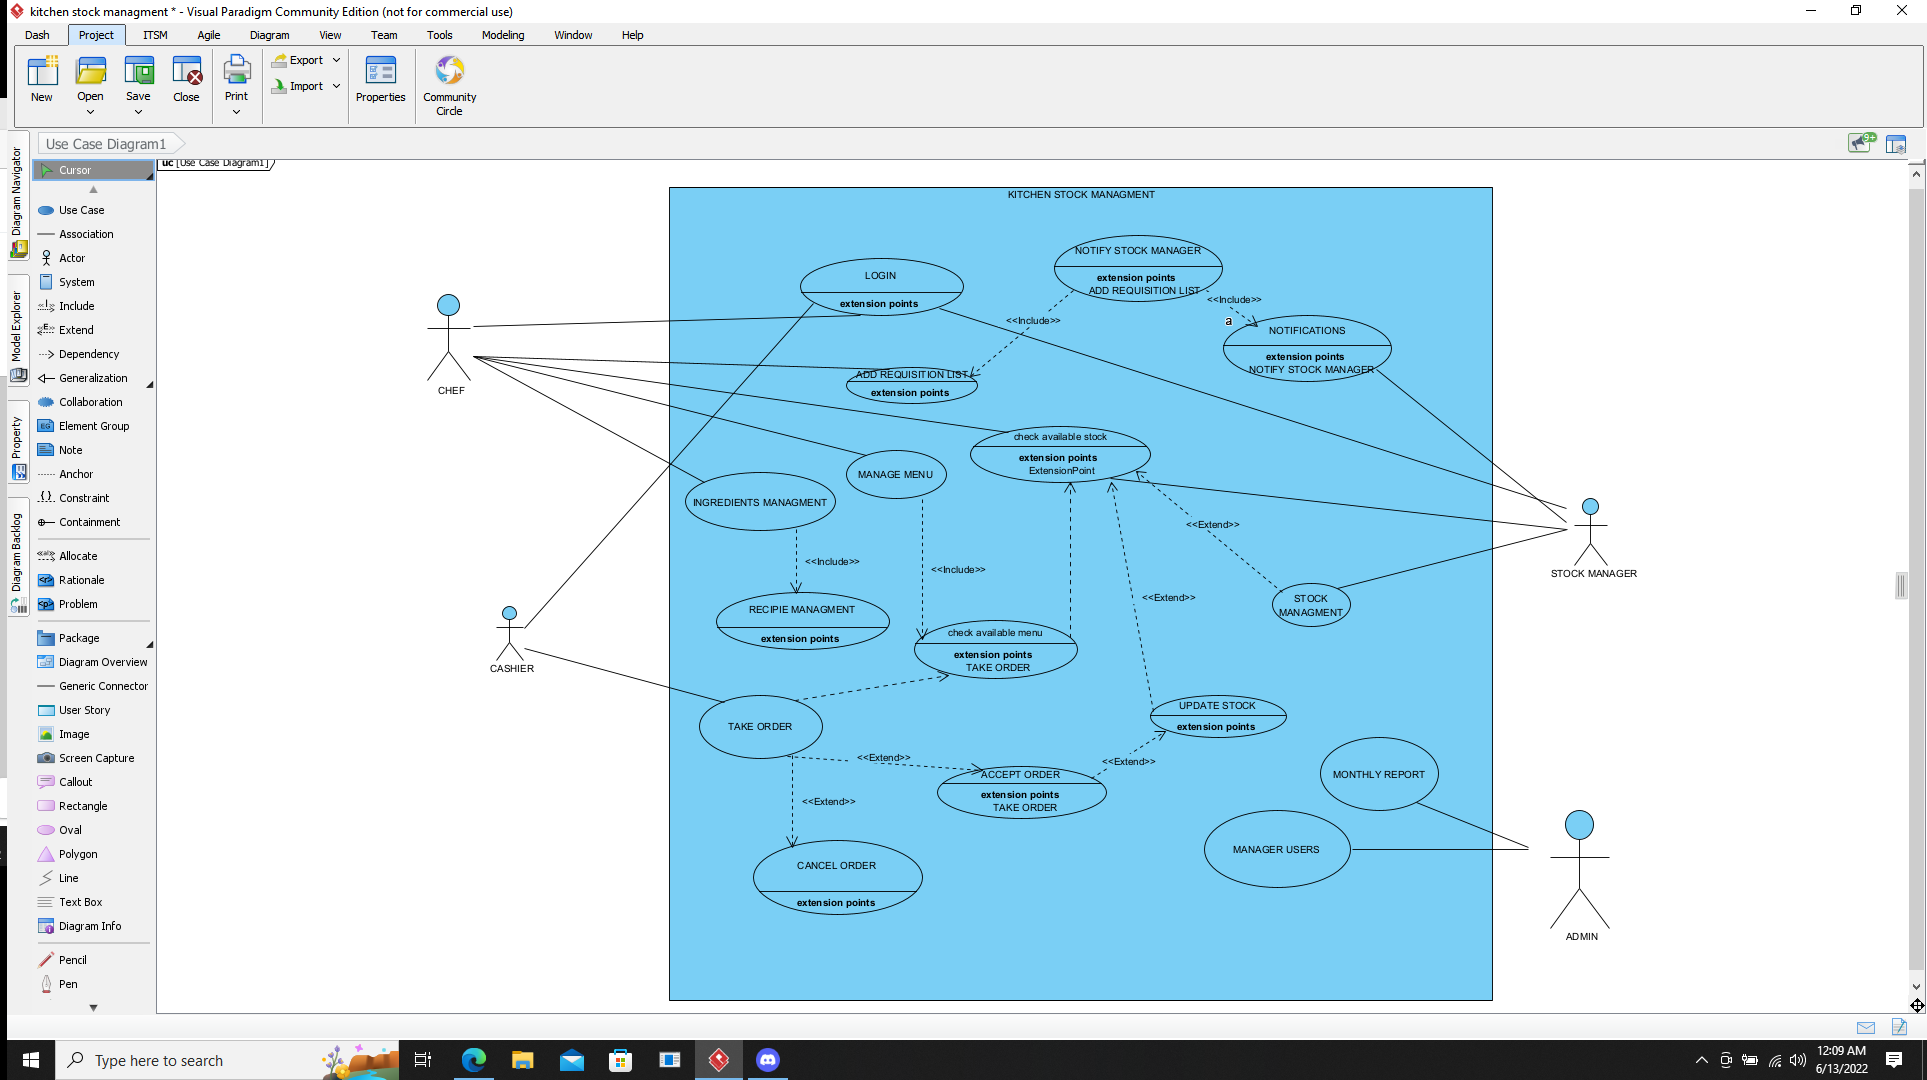 kitchen stock managment * - Visual Paradigm Community Edition (not for commercial use)
Dash Project ITSM Agile Diagram View Team Tools Modeling Window Help
New Open Save Close Print Export Import Properties Community Circle
Use Case Diagram1
9+
Diagram Navigator
Model Explorer
Property
Diagram Backlog
Cursor
Use Case
Association
Actor
System
Include
Extend
Dependency
Generalization
Collaboration
Element Group
Note
Anchor
Constraint
Containment
Allocate
Rationale
Problem
Package
Diagram Overview
Generic Connector
User Story
Image
Screen Capture
Callout
Rectangle
Oval
Polygon
Line
Text Box
Diagram Info
Pencil
Pen
uc [Use Case Diagram1]
KITCHEN STOCK MANAGMENT
NOTIFY STOCK MANAGER
extension points
ADD REQUISITION LIST
LOGIN
extension points
<<Include>>
<<Include>>
a
NOTIFICATIONS
extension points
NOTIFY STOCK MANAGER
CHEF
ADD REQUISITION LIST
extension points
check available stock
extension points
ExtensionPoint
MANAGE MENU
INGREDIENTS MANAGMENT
<<Extend>>
<<Include>>
<<Include>>
STOCK MANAGER
<<Extend>>
STOCK
MANAGMENT
RECIPIE MANAGMENT
extension points
check available menu
extension points
TAKE ORDER
CASHIER
UPDATE STOCK
extension points
TAKE ORDER
<<Extend>>
<<Extend>>
ACCEPT ORDER
extension points
TAKE ORDER
MONTHLY REPORT
<<Extend>>
MANAGER USERS
CANCEL ORDER
extension points
ADMIN
Type here to search
12:09 AM
6/13/2022